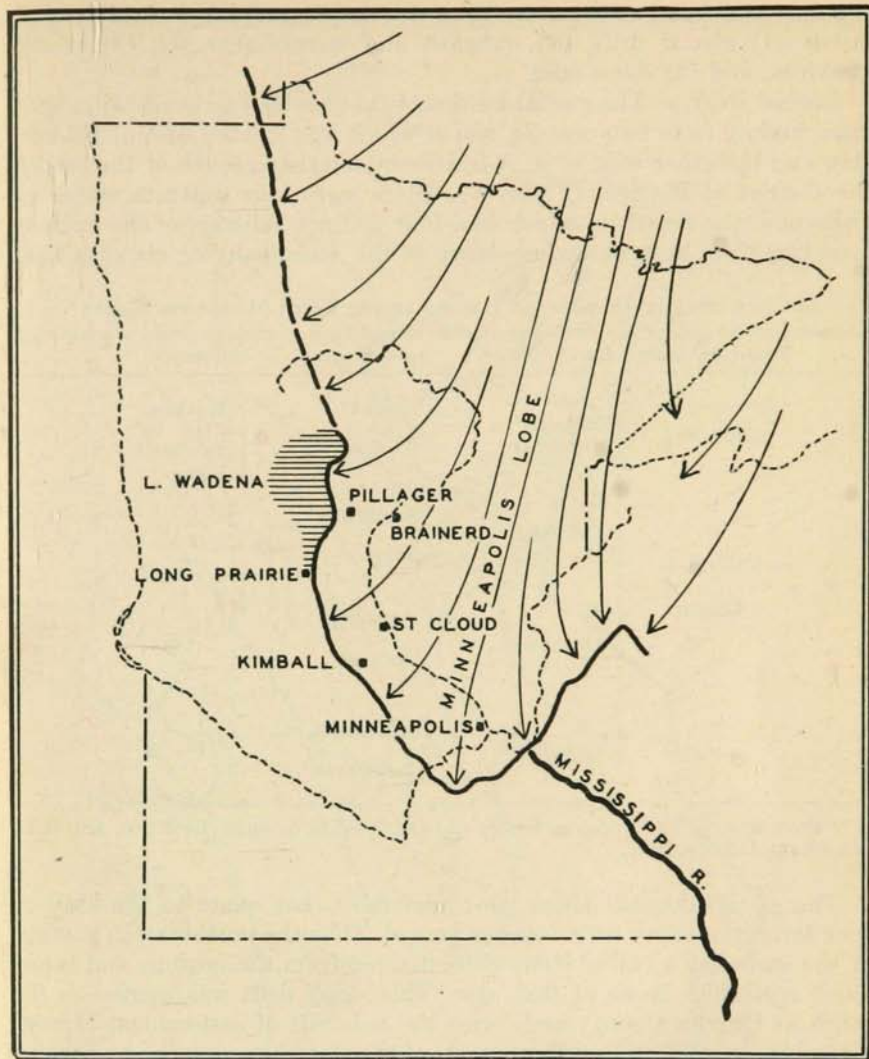 L. WADENA
PILLAGER
BRAINERD
LONG PRAIRIE
ST CLOUD
KIMBALL
MINNEAPOLIS
MINNEAPOLIS LOBE
MISSISSIPPI R.